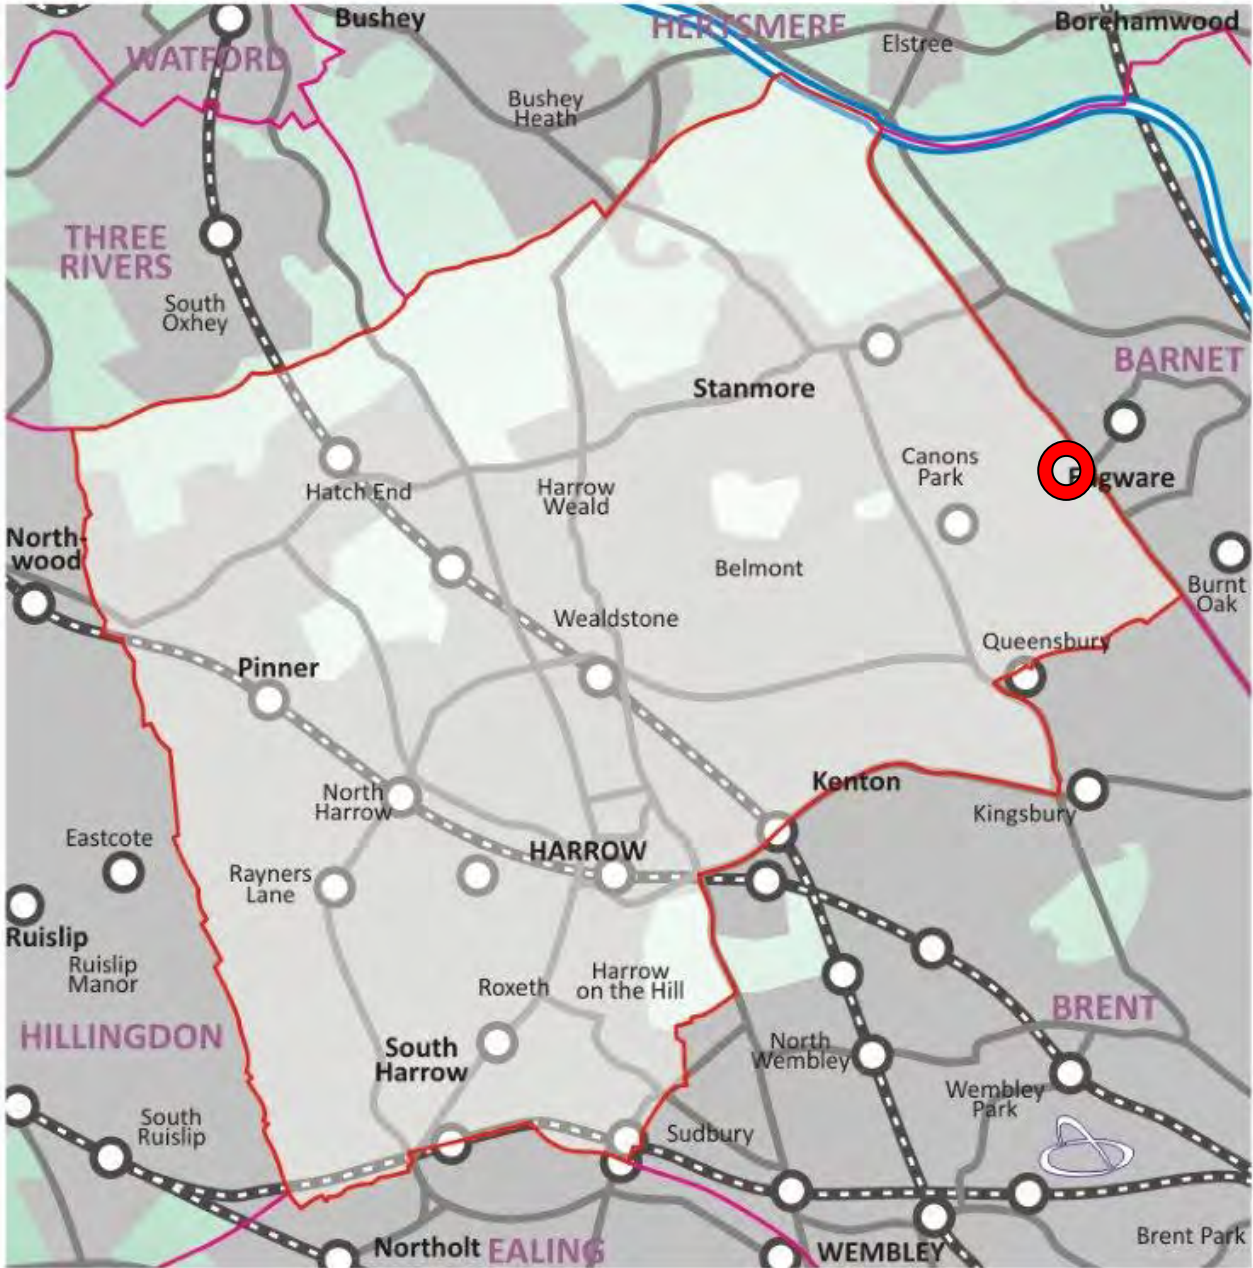 Bushey
HERTSMERE
Borehamwood
WATFORD
Elstree
Bushey
Heath
THREE
RIVERS
South
Oxhey
BARNET
Stanmore
Canons
Park
Edgware
Hatch End
Harrow
Weald
North-
wood
Belmont
Burnt
Oak
Wealdstone
Queensbury
Pinner
Kenton
North
Harrow
Kingsbury
Eastcote
HARROW
Rayners
Lane
Ruislip
Ruislip
Manor
Roxeth
Harrow
on the Hill
BRENT
HILLINGDON
South
Harrow
North
Wembley
Wembley
Park
South
Ruislip
Sudbury
Northolt
EALING
WEMBLEY
Brent Park